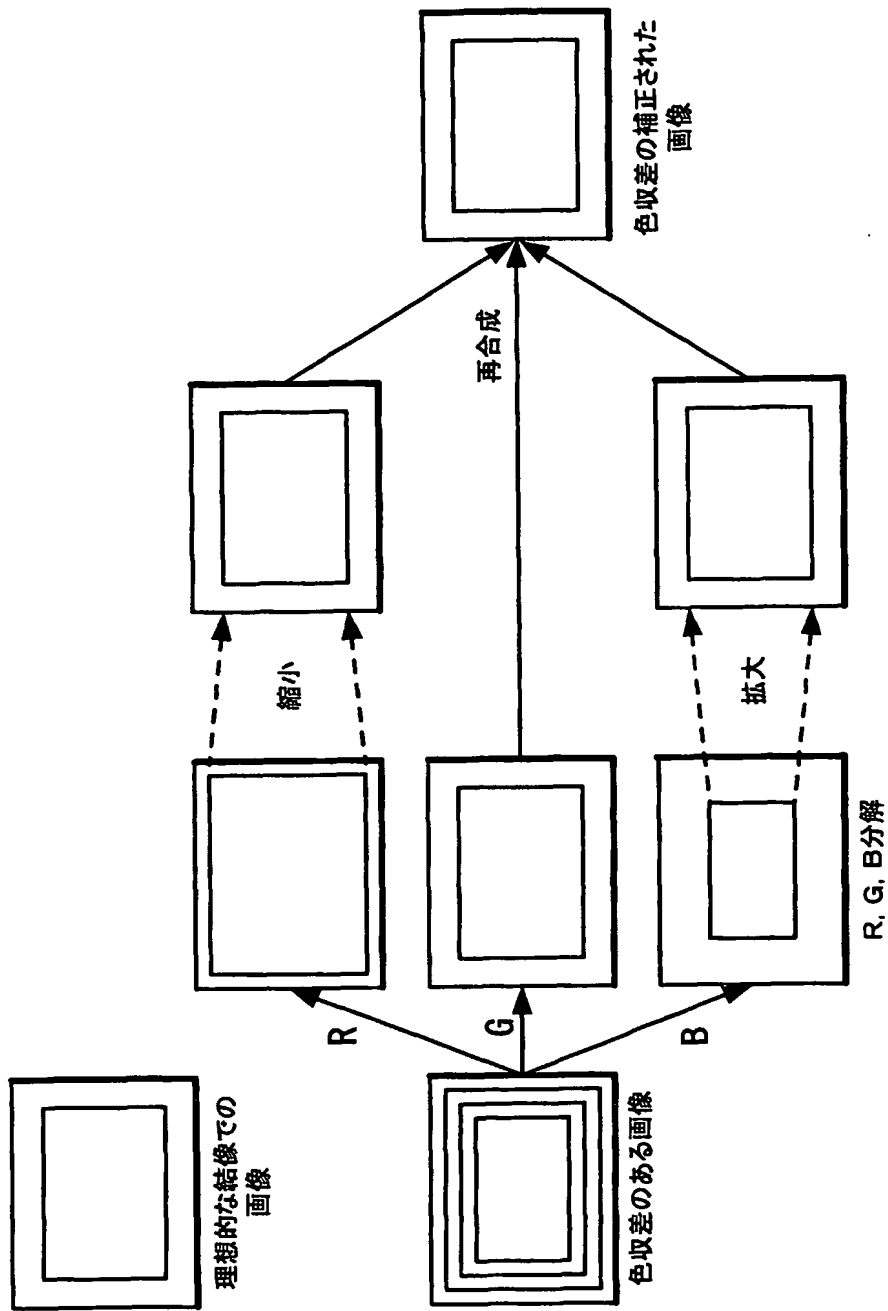 理想的な結像での
画像
色収差のある画像
R
G
B
R, G, B分解
縮小
拡大
再合成
色収差の補正された
画像